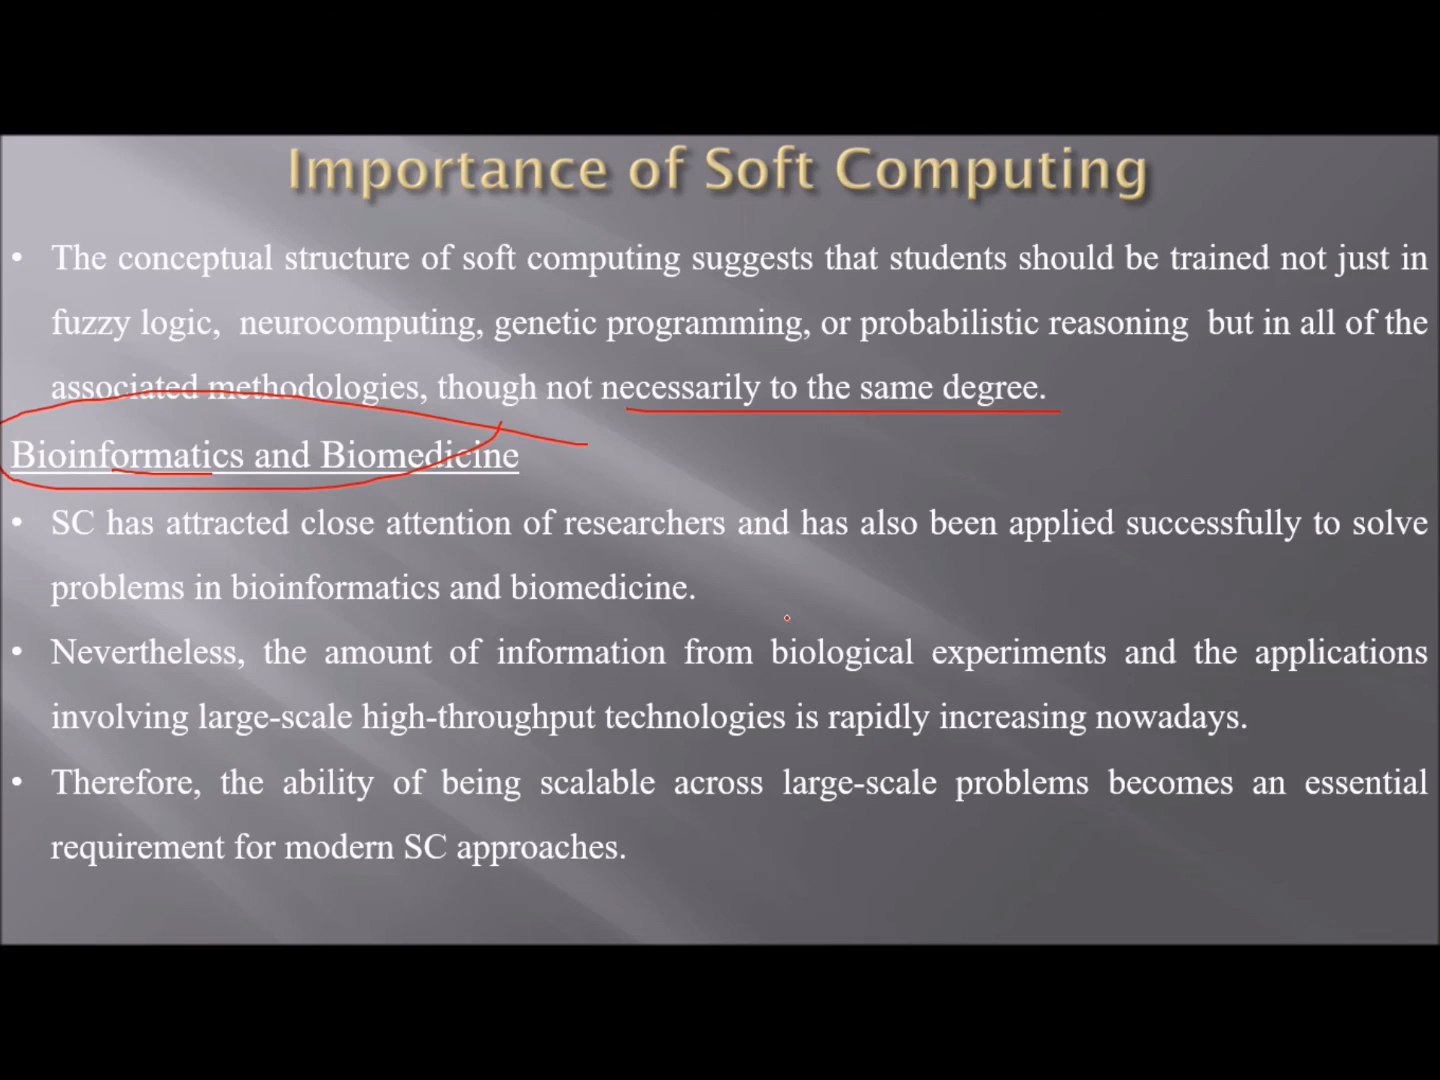 Importance of Soft Computing
• The conceptual structure of soft computing suggests that students should be trained not just in
fuzzy logic, neurocomputing, genetic programming, or probabilistic reasoning but in all of the
associated methodologies, though not necessarily to the same degree.
Bioinformatics and Biomedicine
• SC has attracted close attention of researchers and has also been applied successfully to solve
problems in bioinformatics and biomedicine.
• Nevertheless, the amount of information from biological experiments and the applications
involving large-scale high-throughput technologies is rapidly increasing nowadays.
• Therefore, the ability of being scalable across large-scale problems becomes an essential
requirement for modern SC approaches.